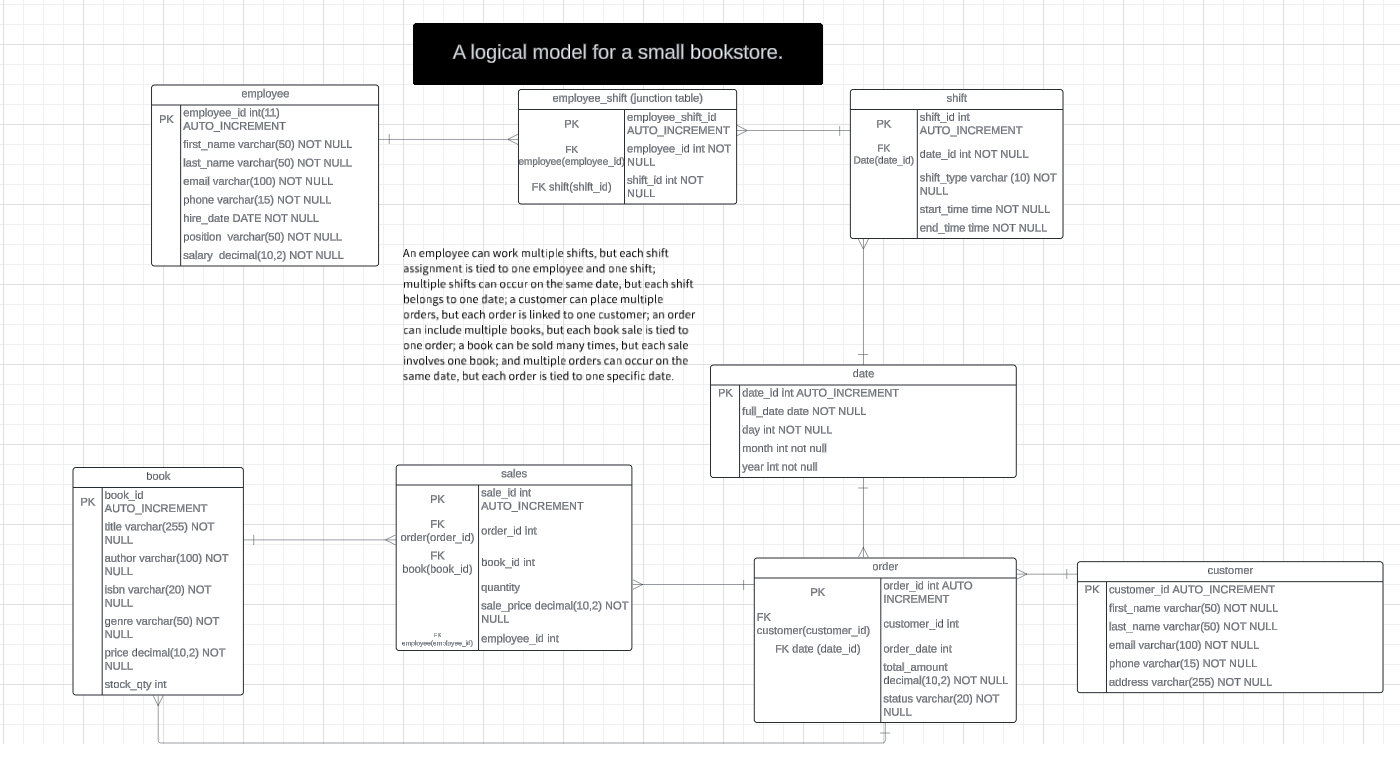 A logical model for a small bookstore.
employee
PK
employee_id int(11)
AUTO_INCREMENT
first_name varchar(50) NOT NULL
last_name varchar(50) NOT NULL
email varchar(100) NOT NULL
phone varchar(15) NOT NULL
hire_date DATE NOT NULL
position  varchar(50) NOT NULL
salary  decimal(10,2) NOT NULL
employee_shift (junction table)
PK
employee_shift_id
AUTO_INCREMENT
FK
employee(employee_id)
employee_id int NOT
NULL
FK shift(shift_id)
shift_id int NOT
NULL
shift
PK
shift_id int
AUTO_INCREMENT
FK
Date(date_id)
date_id int NOT NULL
shift_type varchar (10) NOT
NULL
start_time time NOT NULL
end_time time NOT NULL
An employee can work multiple shifts, but each shift
assignment is tied to one employee and one shift;
multiple shifts can occur on the same date, but each shift
belongs to one date; a customer can place multiple
orders, but each order is linked to one customer; an order
can include multiple books, but each book sale is tied to
one order; a book can be sold many times, but each sale
involves one book; and multiple orders can occur on the
same date, but each order is tied to one specific date.
date
PK
date_id int AUTO_INCREMENT
full_date date NOT NULL
day int NOT NULL
month int not null
year int not null
book
PK
book_id
AUTO_INCREMENT
title varchar(255) NOT
NULL
author varchar(100) NOT
NULL
isbn varchar(20) NOT
NULL
genre varchar(50) NOT
NULL
price decimal(10,2) NOT
NULL
stock_qty int
sales
PK
sale_id int
AUTO_INCREMENT
FK
order(order_id)
order_id int
FK
book(book_id)
book_id int
quantity
sale_price decimal(10,2) NOT
NULL
FK
employee(employee_id)
employee_id int
order
PK
order_id int AUTO
INCREMENT
FK
customer(customer_id)
customer_id int
FK date (date_id)
order_date int
total_amount
decimal(10,2) NOT NULL
status varchar(20) NOT
NULL
customer
PK
customer_id AUTO_INCREMENT
first_name varchar(50) NOT NULL
last_name varchar(50) NOT NULL
email varchar(100) NOT NULL
phone varchar(15) NOT NULL
address varchar(255) NOT NULL